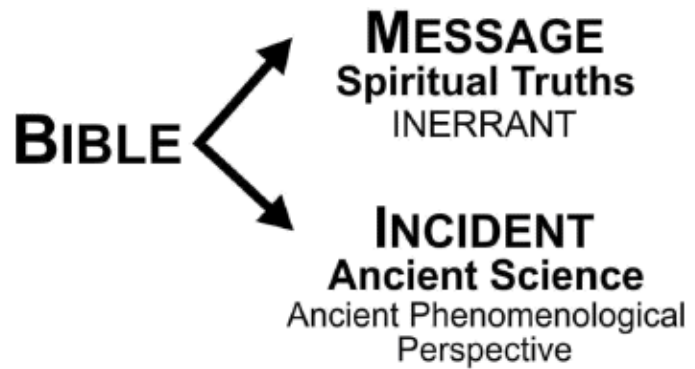 BIBLE
MESSAGE
Spiritual Truths
INERRANT
INCIDENT
Ancient Science
Ancient Phenomenological
Perspective